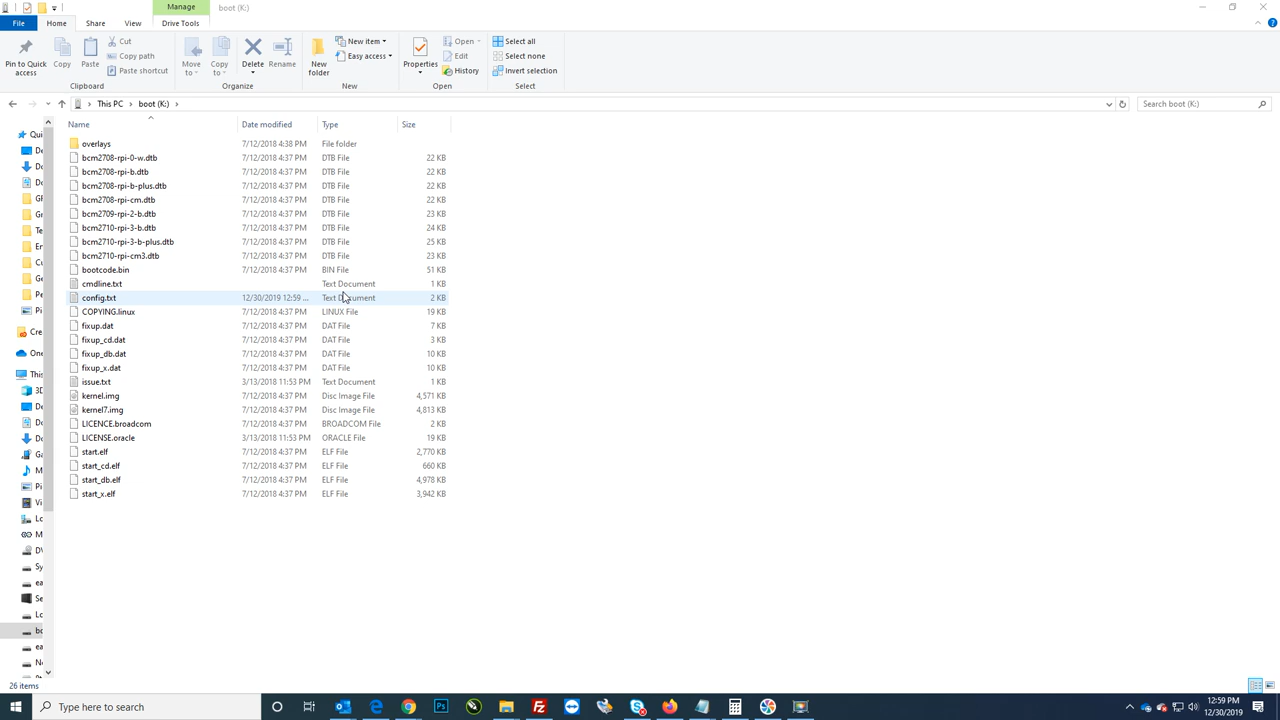 Manage boot (K:)
File Home Share View Drive Tools
Pin to Quick access
Copy
Paste
Cut
Copy path
Paste shortcut
Clipboard
Move to
Copy to
Delete
Rename
Organize
New folder
New item
Easy access
New
Properties
Open
Edit
History
Open
Select all
Select none
Invert selection
Select
This PC boot (K:) Search boot (K:)
Name Date modified Type Size
overlays 7/12/2018 4:38 PM File folder
bcm2708-rpi-0-w.dtb 7/12/2018 4:37 PM DTB File 22 KB
bcm2708-rpi-b.dtb 7/12/2018 4:37 PM DTB File 22 KB
bcm2708-rpi-b-plus.dtb 7/12/2018 4:37 PM DTB File 22 KB
bcm2708-rpi-cm.dtb 7/12/2018 4:37 PM DTB File 22 KB
bcm2709-rpi-2-b.dtb 7/12/2018 4:37 PM DTB File 23 KB
bcm2710-rpi-3-b.dtb 7/12/2018 4:37 PM DTB File 24 KB
bcm2710-rpi-3-b-plus.dtb 7/12/2018 4:37 PM DTB File 25 KB
bcm2710-rpi-cm3.dtb 7/12/2018 4:37 PM DTB File 23 KB
bootcode.bin 7/12/2018 4:37 PM BIN File 51 KB
cmdline.txt Text Document 1 KB
config.txt 12/30/2019 12:59 ... Text Document 2 KB
COPYING.linux 7/12/2018 4:37 PM LINUX File 19 KB
fixup.dat 7/12/2018 4:37 PM DAT File 7 KB
fixup_cd.dat 7/12/2018 4:37 PM DAT File 3 KB
fixup_db.dat 7/12/2018 4:37 PM DAT File 10 KB
fixup_x.dat 7/12/2018 4:37 PM DAT File 10 KB
issue.txt 3/13/2018 11:53 PM Text Document 1 KB
kernel.img 7/12/2018 4:37 PM Disc Image File 4,571 KB
kernel7.img 7/12/2018 4:37 PM Disc Image File 4,813 KB
LICENCE.broadcom 7/12/2018 4:37 PM BROADCOM File 2 KB
LICENSE.oracle 3/13/2018 11:53 PM ORACLE File 19 KB
start.elf 7/12/2018 4:37 PM ELF File 2,770 KB
start_cd.elf 7/12/2018 4:37 PM ELF File 660 KB
start_db.elf 7/12/2018 4:37 PM ELF File 4,978 KB
start_x.elf 7/12/2018 4:37 PM ELF File 3,942 KB
26 items
Type here to search
12:59 PM
12/30/2019